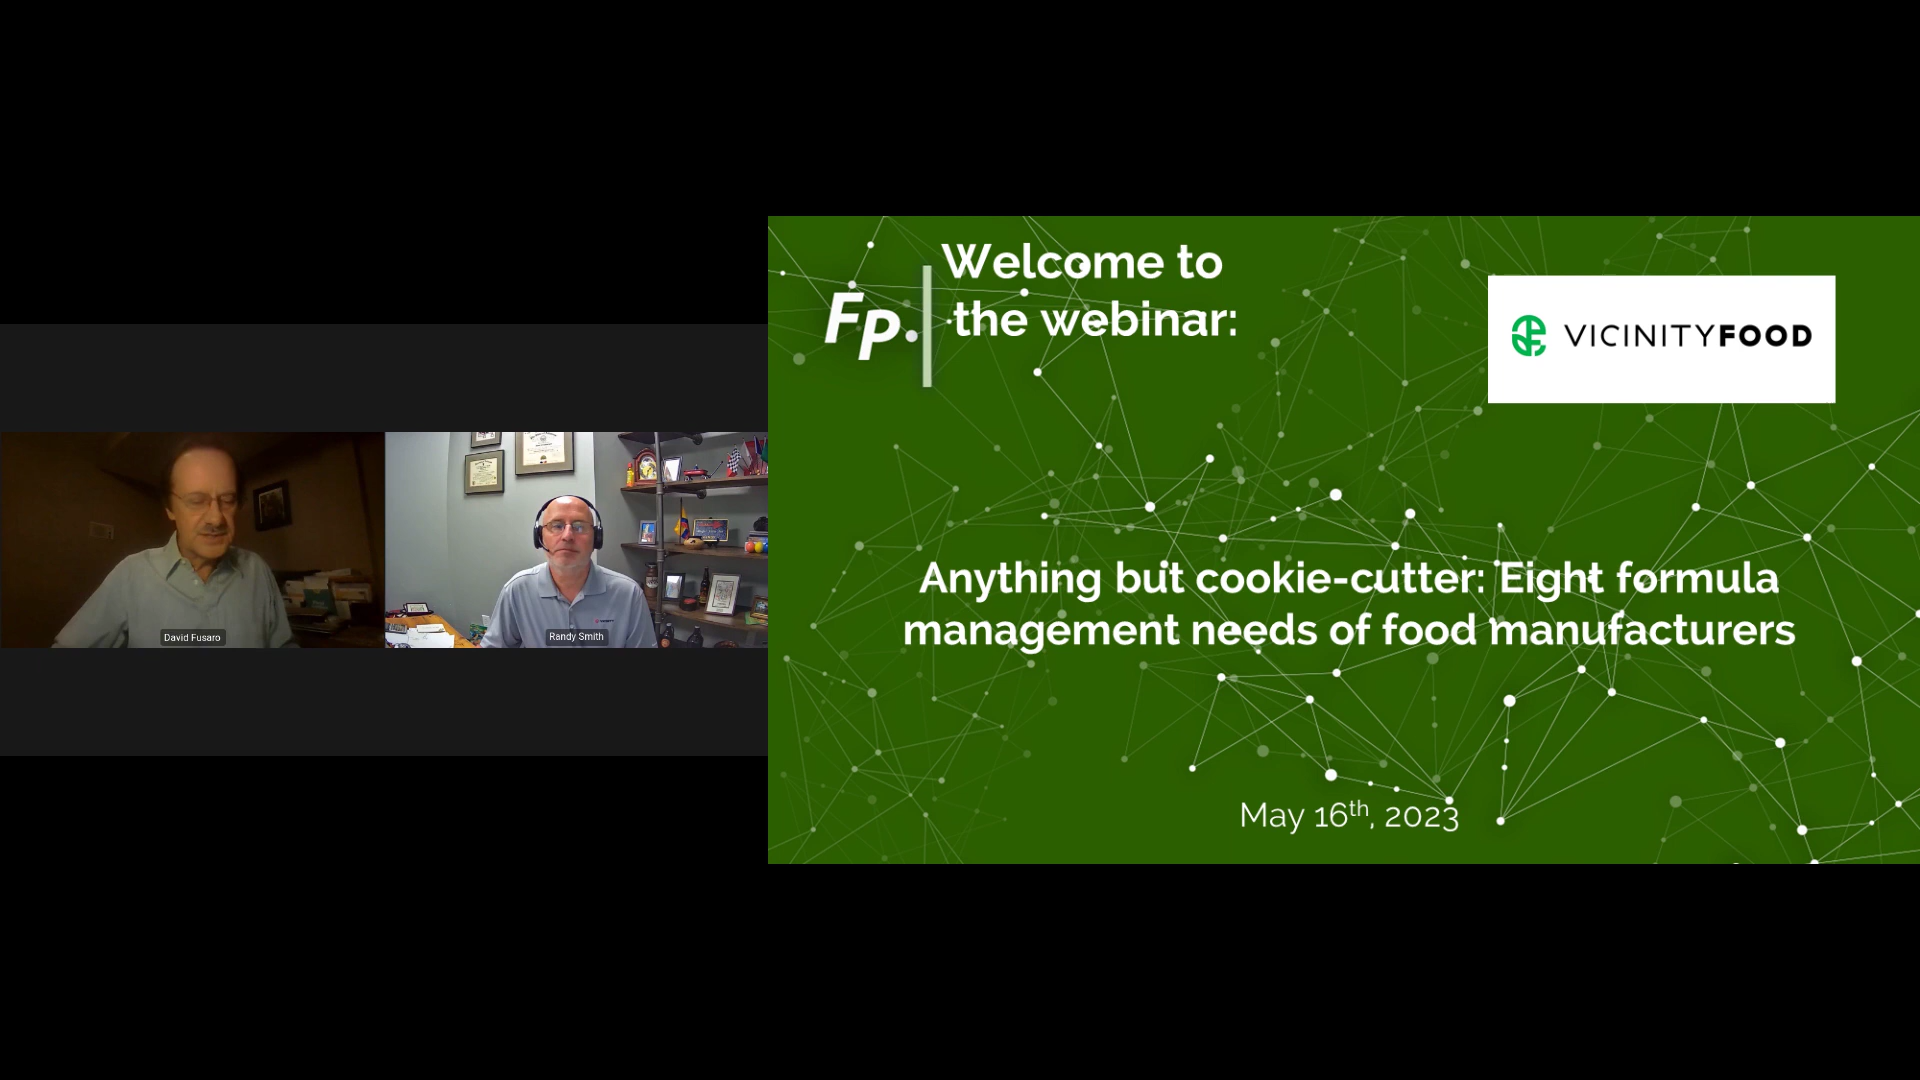 Welcome to
the webinar:
FP.
VICINITYFOOD
Anything but cookie-cutter: Eight formula
management needs of food manufacturers
May 16th, 2023
David Fusaro
Randy Smith